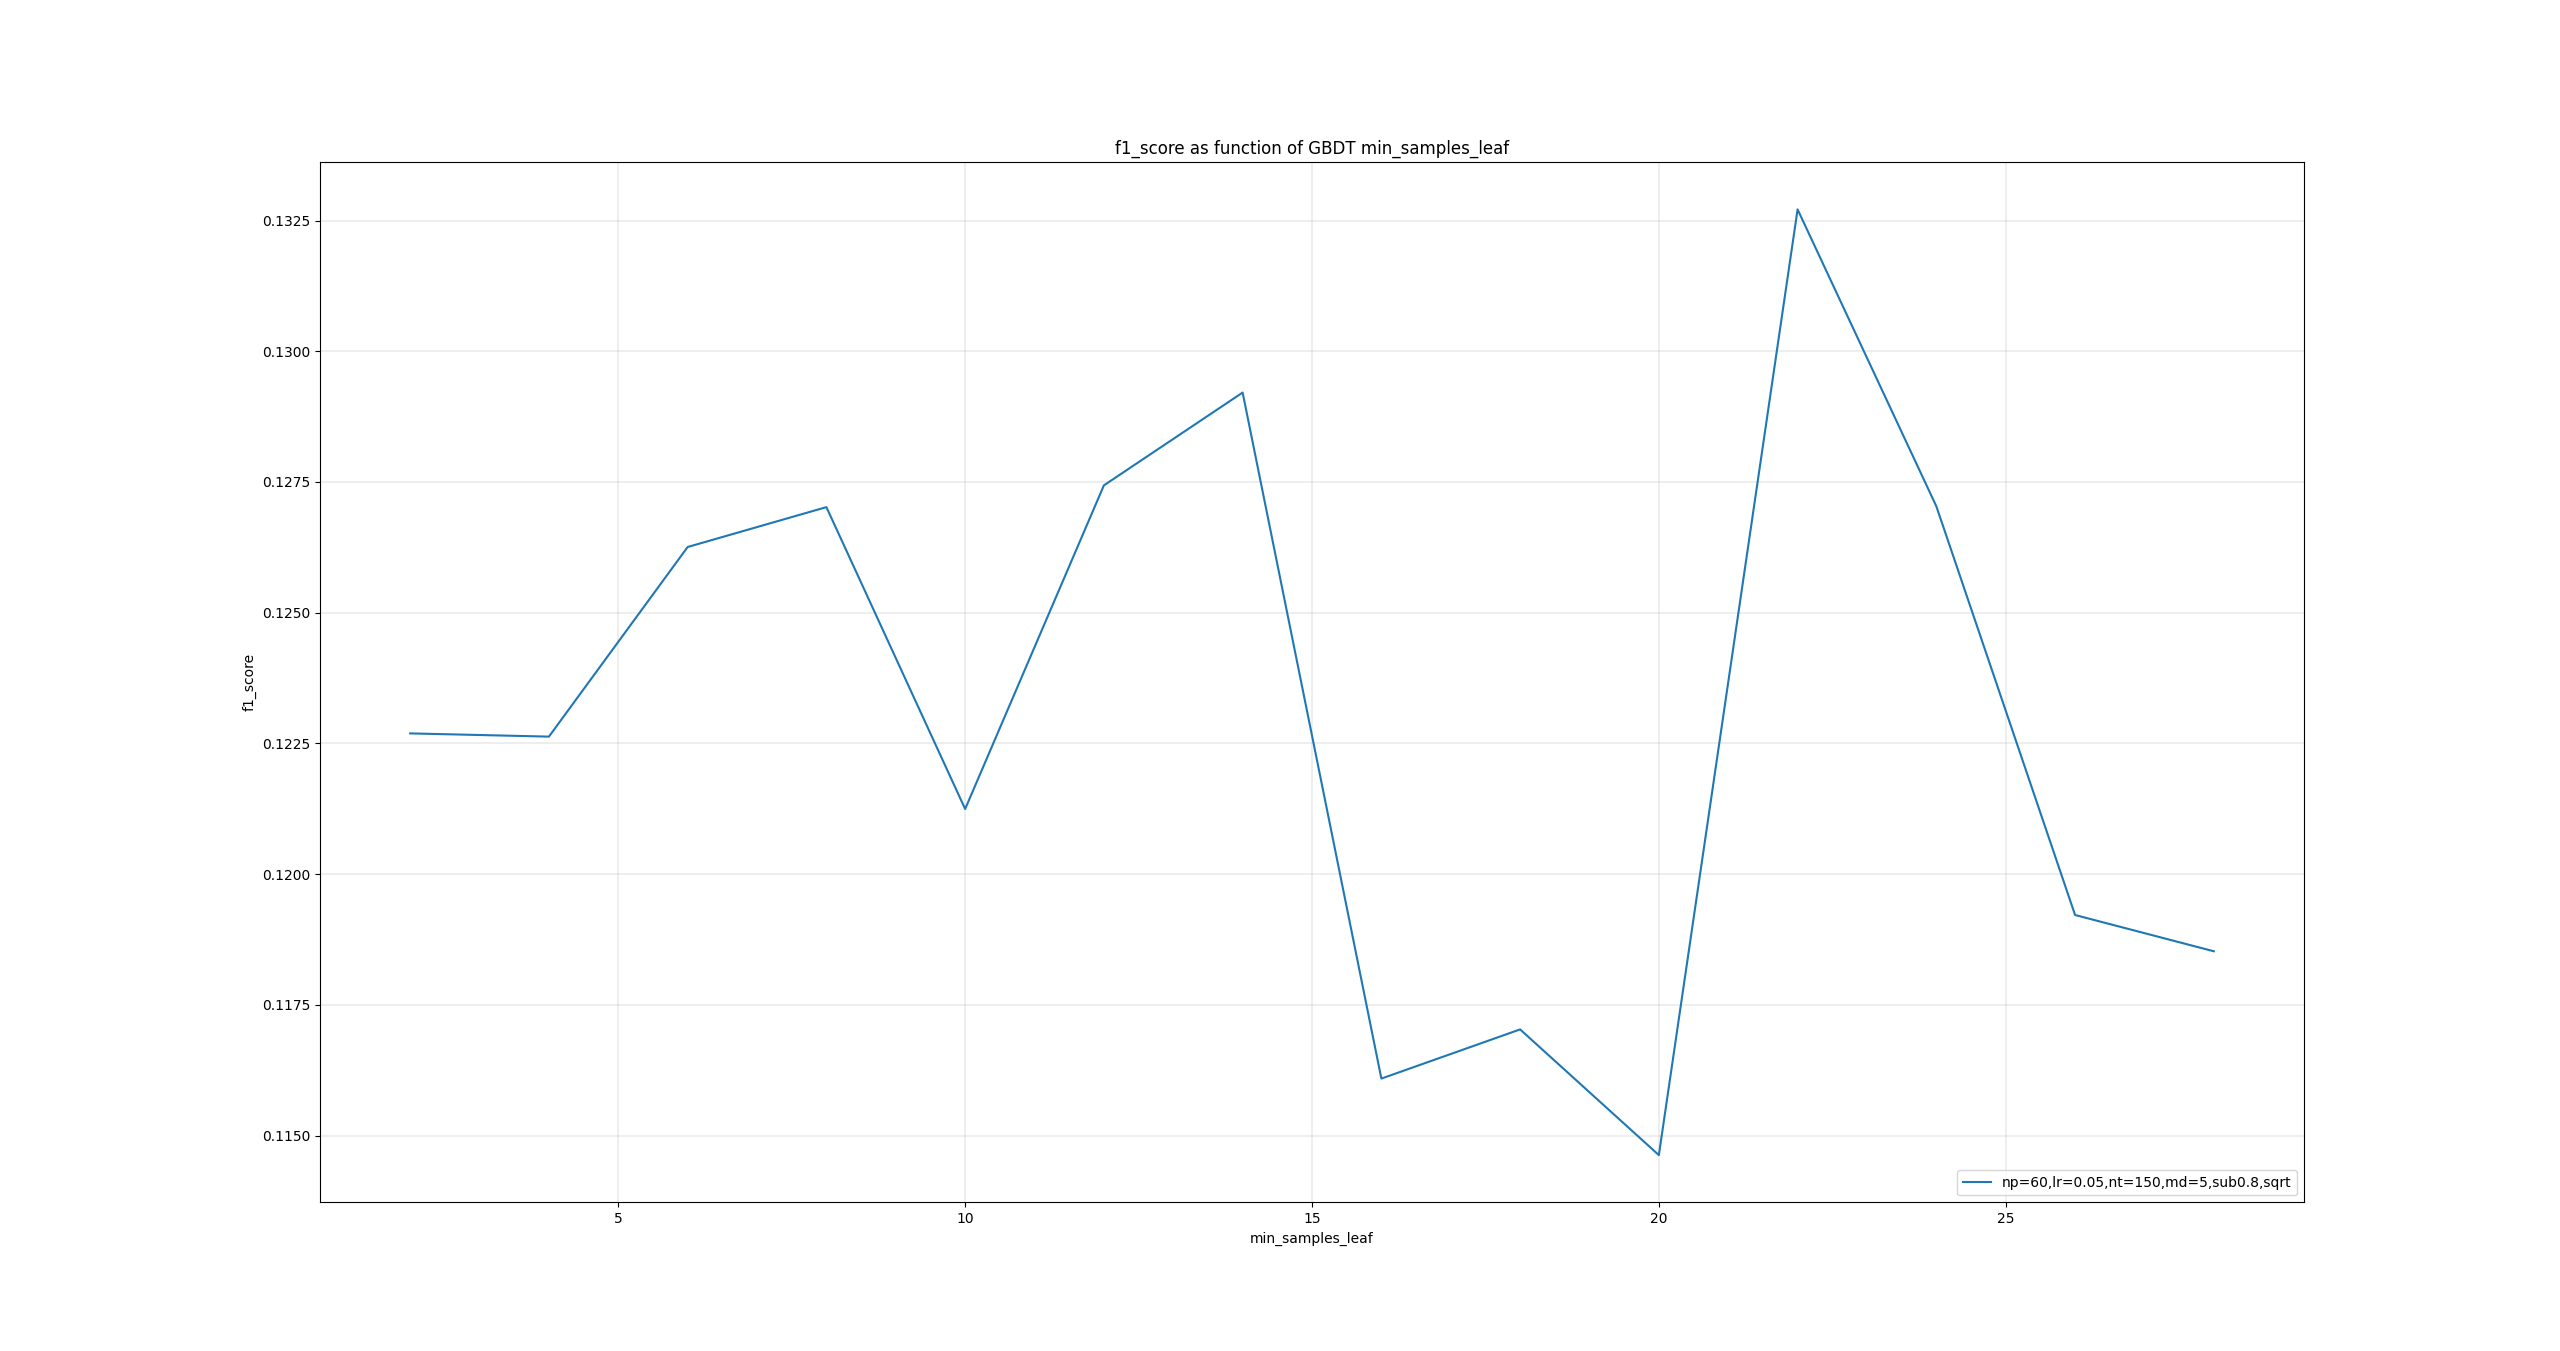 f1_score as function of GBDT min_samples_leaf
0.1325
0.1300
0.1275
0.1250
0.1225
0.1200
0.1175
0.1150
f1_score
np=60,lr=0.05,nt=150,md=5,sub0.8,sqrt
5 10 15 20 25
min_samples_leaf